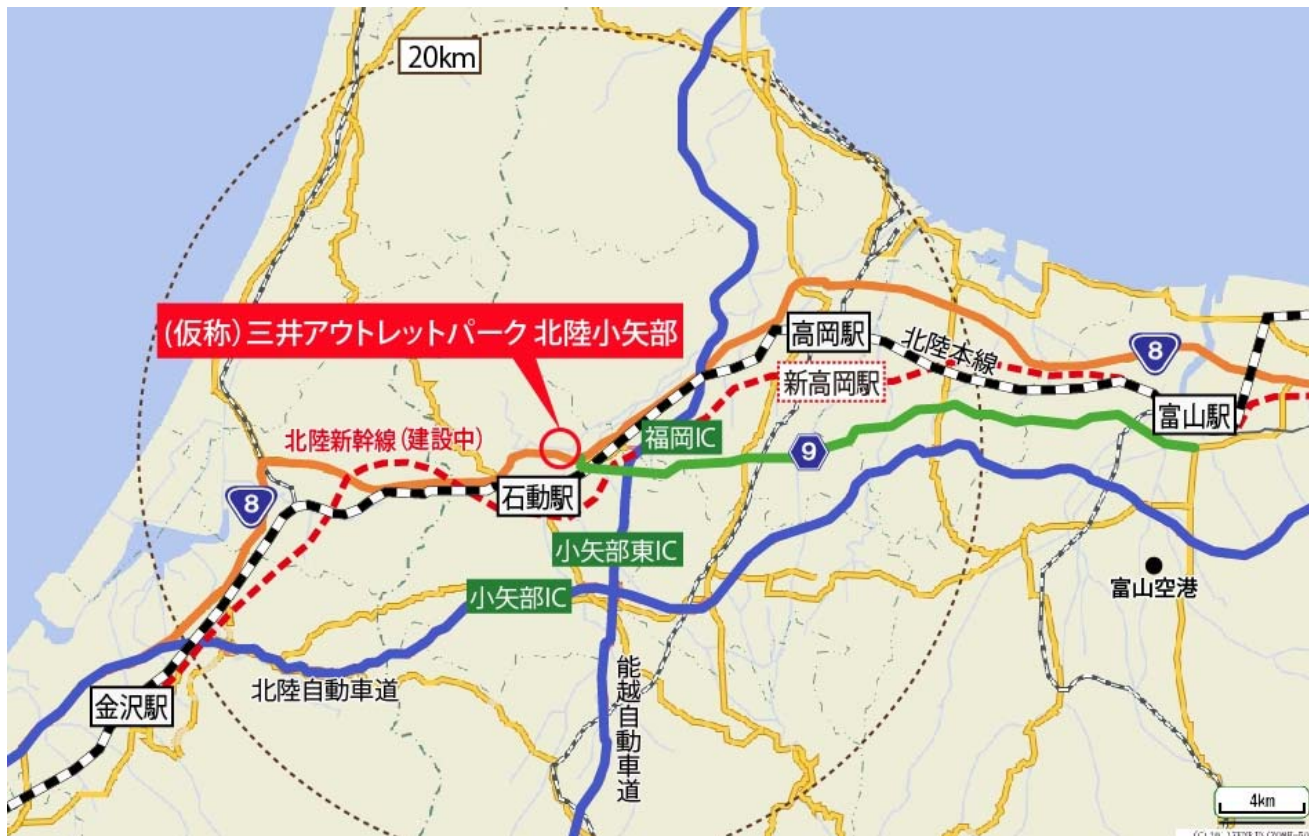 20km
(仮称)三井アウトレットパーク 北陸小矢部
高岡駅
北陸本線
8
新高岡駅
富山駅
北陸新幹線(建設中)
福岡IC
9
8
石動駅
小矢部東IC
富山空港
小矢部IC
北陸自動車道
能越自動車道
金沢駅
4km